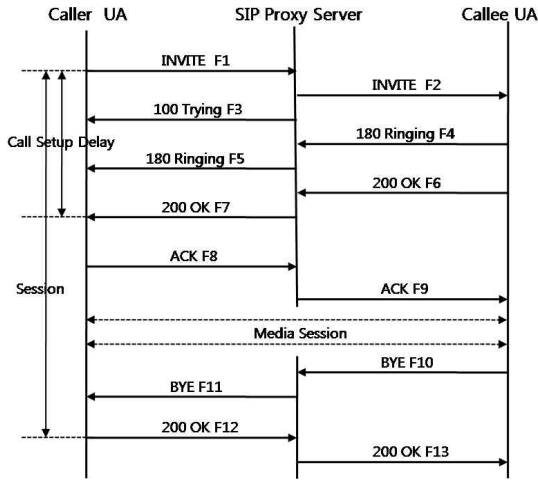 Caller UA SIP Proxy Server Callee UA
INVITE F1
INVITE F2
100 Trying F3
Call Setup Delay
180 Ringing F4
180 Ringing F5
200 OK F6
200 OK F7
ACK F8
Session
ACK F9
Media Session
BYE F10
BYE F11
200 OK F12
200 OK F13